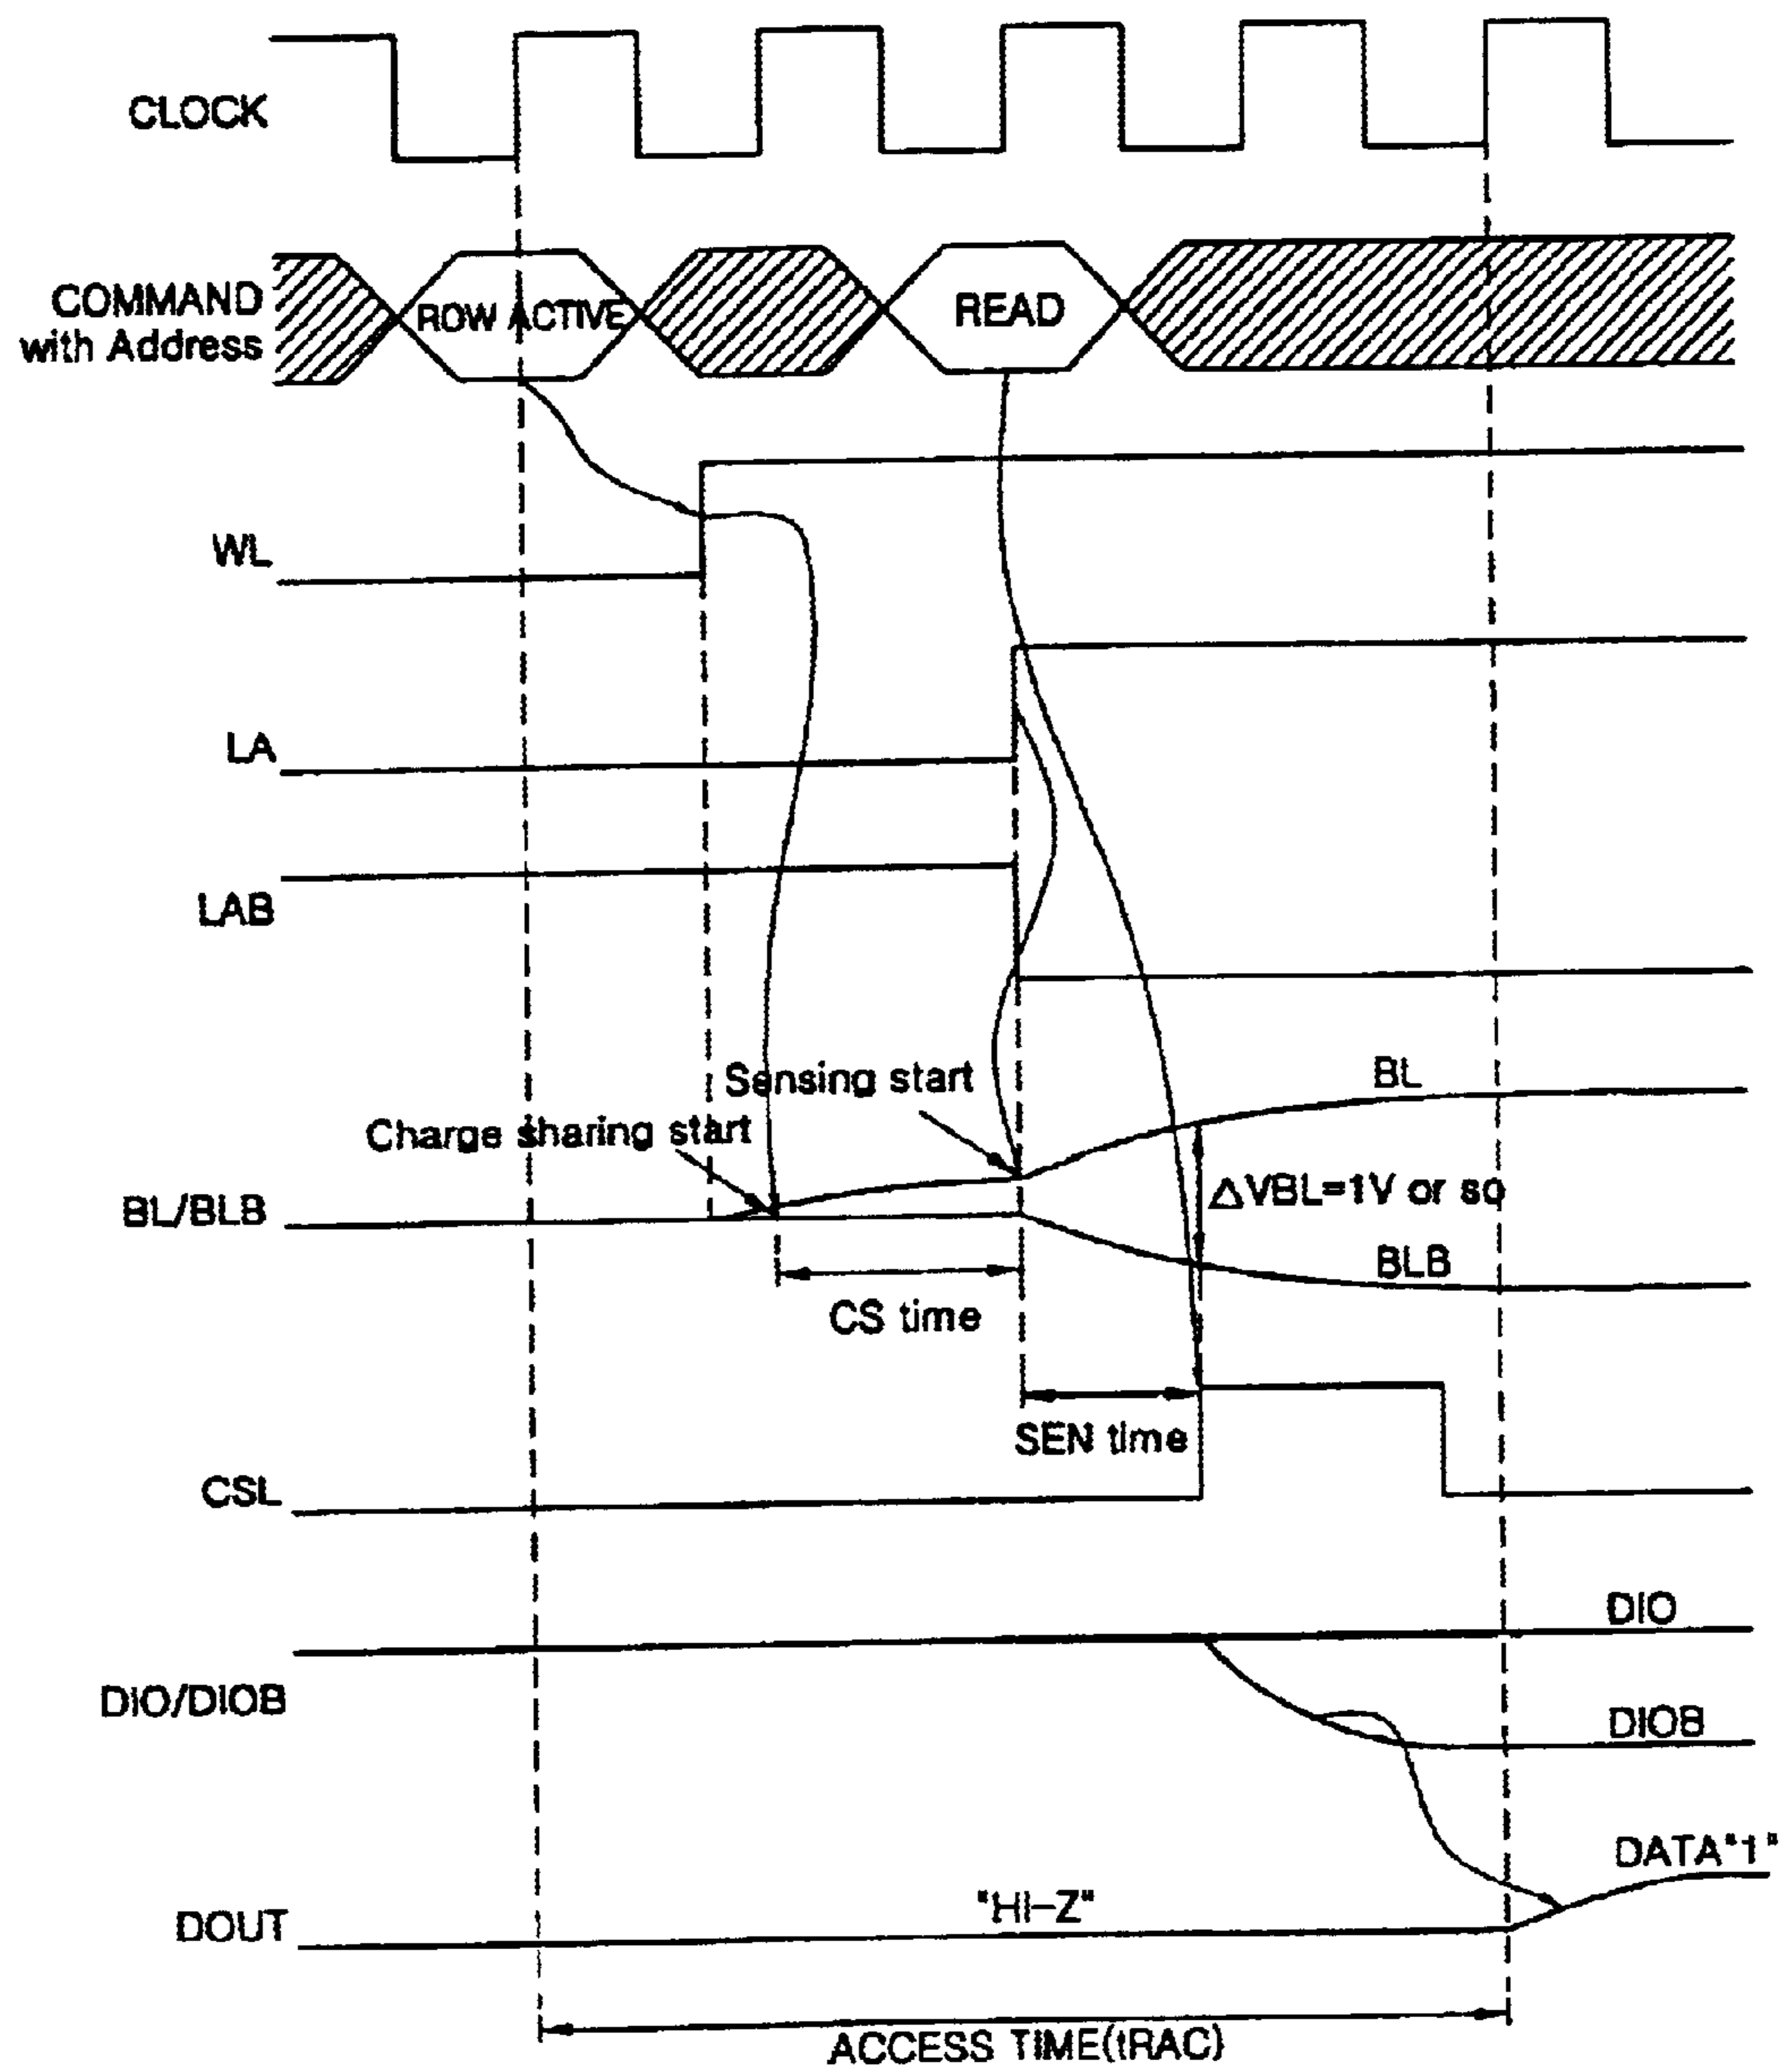 CLOCK
COMMAND
with Address
ROW ACTIVE
READ
WL
LA
LAB
Sensing start
BL
Charge sharing start
BL/BLB
△VBL=1V or so
BLB
CS time
SEN time
CSL
DIO
DIO/DIOB
DIOB
DATA"1"
"HI-Z"
DOUT
ACCESS TIME(tRAC)